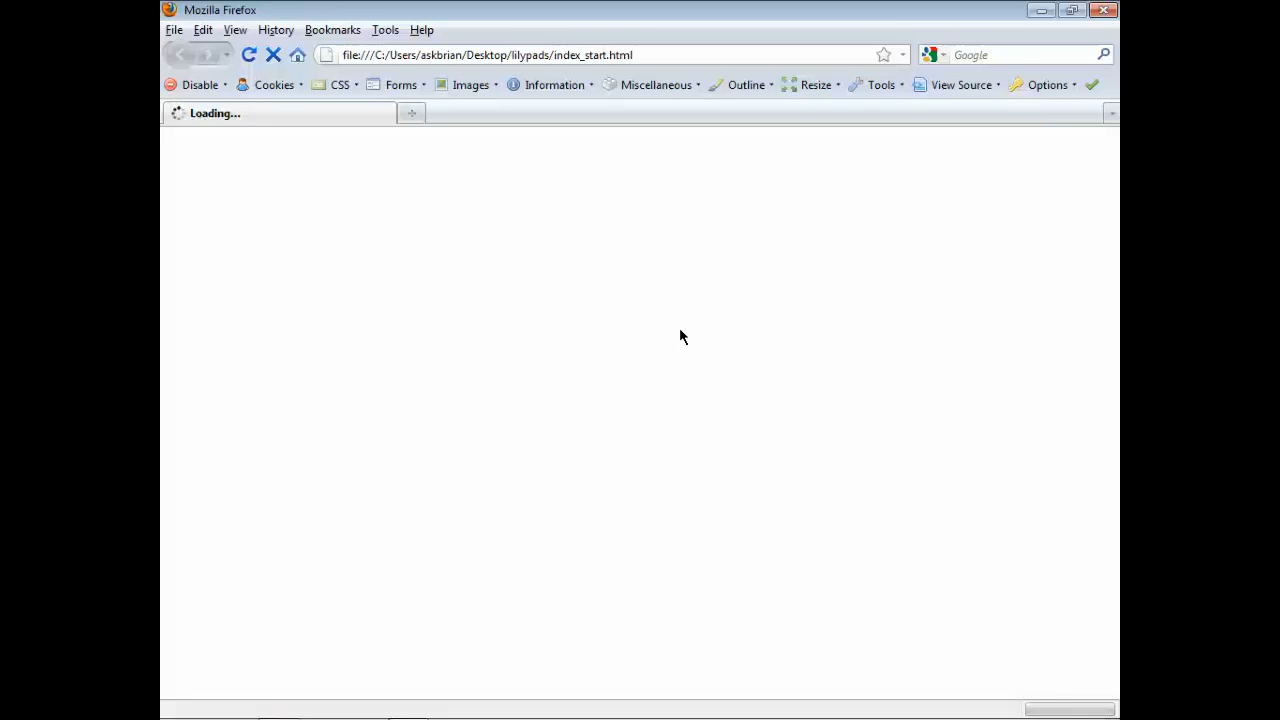 Mozilla Firefox
File Edit View History Bookmarks Tools Help
file:///C:/Users/askbrian/Desktop/lilypads/index_start.html Google
Disable Cookies CSS Forms Images Information Miscellaneous Outline Resize Tools View Source Options
Loading...